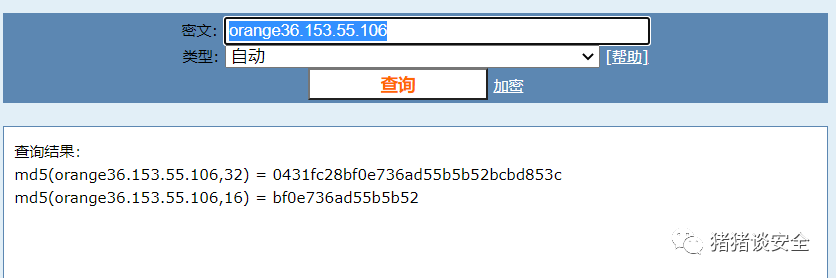 密文: orange36.153.55.106
类型: 自动 [帮助]
查询 加密
查询结果:
md5(orange36.153.55.106,32) = 0431fc28bf0e736ad55b5b52bcbd853c
md5(orange36.153.55.106,16) = bf0e736ad55b5b52
猪猪谈安全